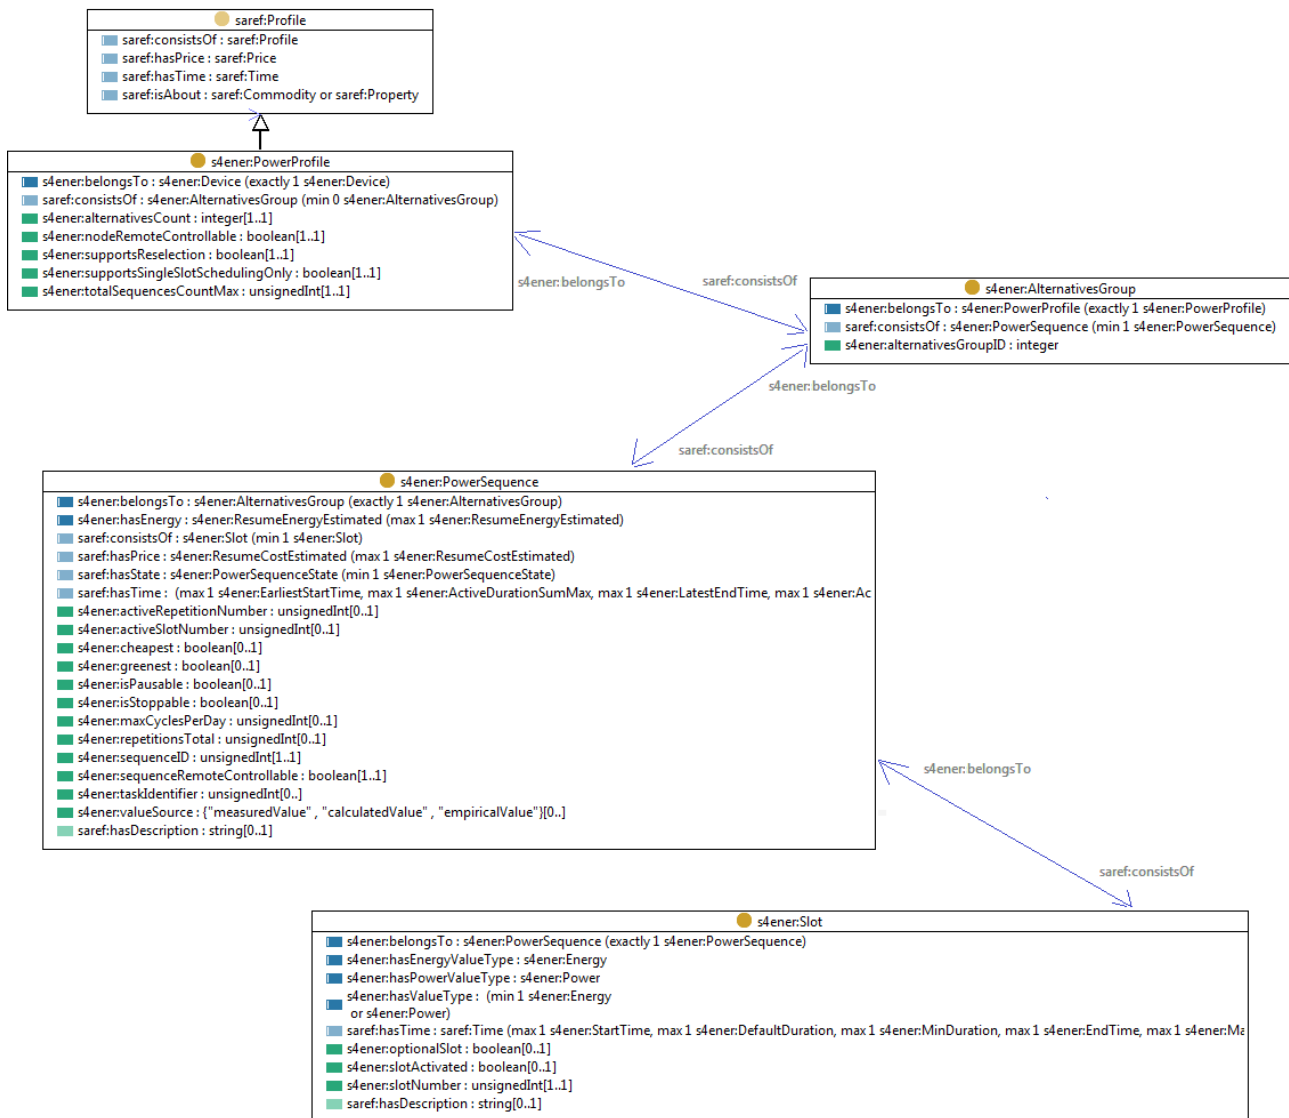 saref:Profile
saref:consistsOf : saref:Profile
saref:hasPrice : saref:Price
saref:hasTime : saref:Time
saref:isAbout : saref:Commodity or saref:Property
s4ener:PowerProfile
s4ener:belongsTo : s4ener:Device (exactly 1 s4ener:Device)
saref:consistsOf : s4ener:AlternativesGroup (min 0 s4ener:AlternativesGroup)
s4ener:alternativesCount : integer[1..1]
s4ener:nodeRemoteControllable : boolean[1..1]
s4ener:supportsReselection : boolean[1..1]
s4ener:supportsSingleSlotSchedulingOnly : boolean[1..1]
s4ener:totalSequencesCountMax : unsignedInt[1..1]
s4ener:belongsTo
saref:consistsOf
s4ener:AlternativesGroup
s4ener:belongsTo : s4ener:PowerProfile (exactly 1 s4ener:PowerProfile)
saref:consistsOf : s4ener:PowerSequence (min 1 s4ener:PowerSequence)
s4ener:alternativesGroupID : integer
s4ener:belongsTo
saref:consistsOf
s4ener:PowerSequence
s4ener:belongsTo : s4ener:AlternativesGroup (exactly 1 s4ener:AlternativesGroup)
s4ener:hasEnergy : s4ener:ResumeEnergyEstimated (max 1 s4ener:ResumeEnergyEstimated)
saref:consistsOf : s4ener:Slot (min 1 s4ener:Slot)
saref:hasPrice : s4ener:ResumeCostEstimated (max 1 s4ener:ResumeCostEstimated)
saref:hasState : s4ener:PowerSequenceState (min 1 s4ener:PowerSequenceState)
saref:hasTime : (max 1 s4ener:EarliestStartTime, max 1 s4ener:ActiveDurationSumMax, max 1 s4ener:LatestEndTime, max 1 s4ener:Ac
s4ener:activeRepetitionNumber : unsignedInt[0..1]
s4ener:activeSlotNumber : unsignedInt[0..1]
s4ener:cheapest : boolean[0..1]
s4ener:greenest : boolean[0..1]
s4ener:isPausable : boolean[0..1]
s4ener:isStoppable : boolean[0..1]
s4ener:maxCyclesPerDay : unsignedInt[0..1]
s4ener:repetitionsTotal : unsignedInt[0..1]
s4ener:sequenceID : unsignedInt[1..1]
s4ener:sequenceRemoteControllable : boolean[1..1]
s4ener:taskIdentifier : unsignedInt[0..]
s4ener:valueSource : {"measuredValue" , "calculatedValue" , "empiricalValue"}[0..]
saref:hasDescription : string[0..1]
s4ener:belongsTo
saref:consistsOf
s4ener:Slot
s4ener:belongsTo : s4ener:PowerSequence (exactly 1 s4ener:PowerSequence)
s4ener:hasEnergyValueType : s4ener:Energy
s4ener:hasPowerValueType : s4ener:Power
s4ener:hasValueType : (min 1 s4ener:Energy
or s4ener:Power)
saref:hasTime : saref:Time (max 1 s4ener:StartTime, max 1 s4ener:DefaultDuration, max 1 s4ener:MinDuration, max 1 s4ener:EndTime, max 1 s4ener:Ma
s4ener:optionalSlot : boolean[0..1]
s4ener:slotActivated : boolean[0..1]
s4ener:slotNumber : unsignedInt[1..1]
saref:hasDescription : string[0..1]